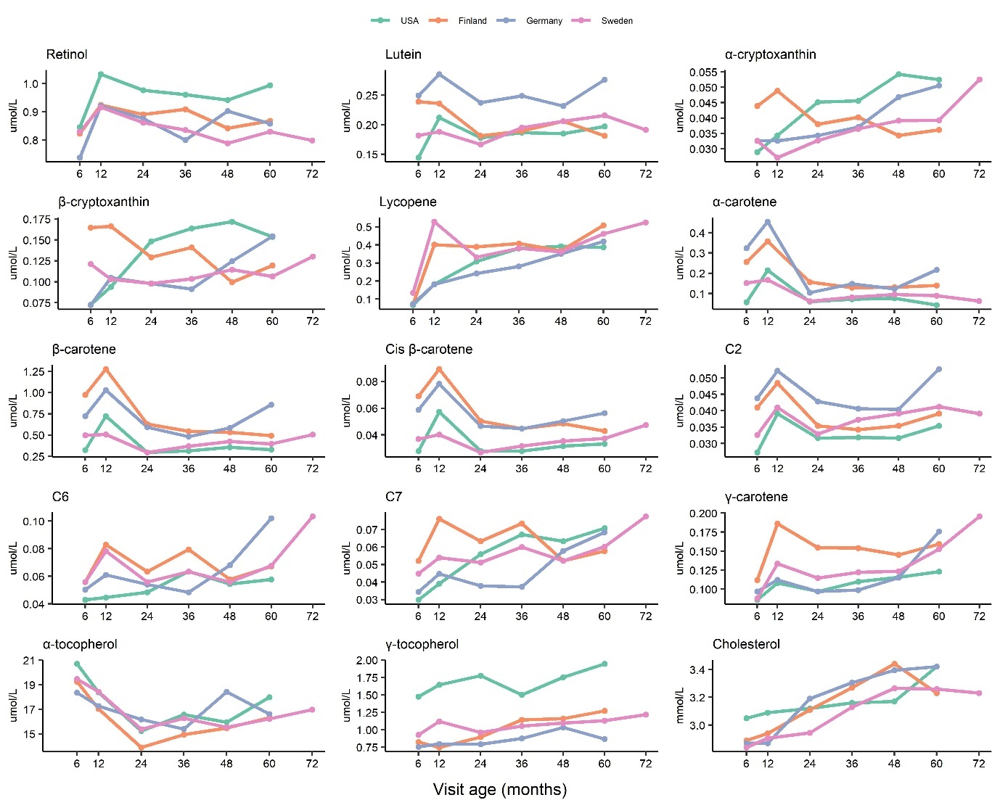 USA Finland Germany Sweden
Retinol
umol/L
1.0
0.9
0.8
6 12 24 36 48 60 72
Lutein
umol/L
0.25
0.20
0.15
6 12 24 36 48 60 72
α-cryptoxanthin
umol/L
0.055
0.050
0.045
0.040
0.035
0.030
6 12 24 36 48 60 72
β-cryptoxanthin
umol/L
0.175
0.150
0.125
0.100
0.075
6 12 24 36 48 60 72
Lycopene
umol/L
0.5
0.4
0.3
0.2
0.1
6 12 24 36 48 60 72
α-carotene
umol/L
0.4
0.3
0.2
0.1
6 12 24 36 48 60 72
β-carotene
umol/L
1.25
1.00
0.75
0.50
0.25
6 12 24 36 48 60 72
Cis β-carotene
umol/L
0.08
0.06
0.04
6 12 24 36 48 60 72
C2
umol/L
0.050
0.045
0.040
0.035
0.030
6 12 24 36 48 60 72
C6
umol/L
0.10
0.08
0.06
0.04
6 12 24 36 48 60 72
C7
umol/L
0.07
0.06
0.05
0.04
0.03
6 12 24 36 48 60 72
γ-carotene
umol/L
0.200
0.175
0.150
0.125
0.100
6 12 24 36 48 60 72
α-tocopherol
umol/L
21
19
17
15
6 12 24 36 48 60 72
γ-tocopherol
umol/L
2.00
1.75
1.50
1.25
1.00
0.75
6 12 24 36 48 60 72
Cholesterol
mmol/L
3.4
3.2
3.0
6 12 24 36 48 60 72
Visit age (months)